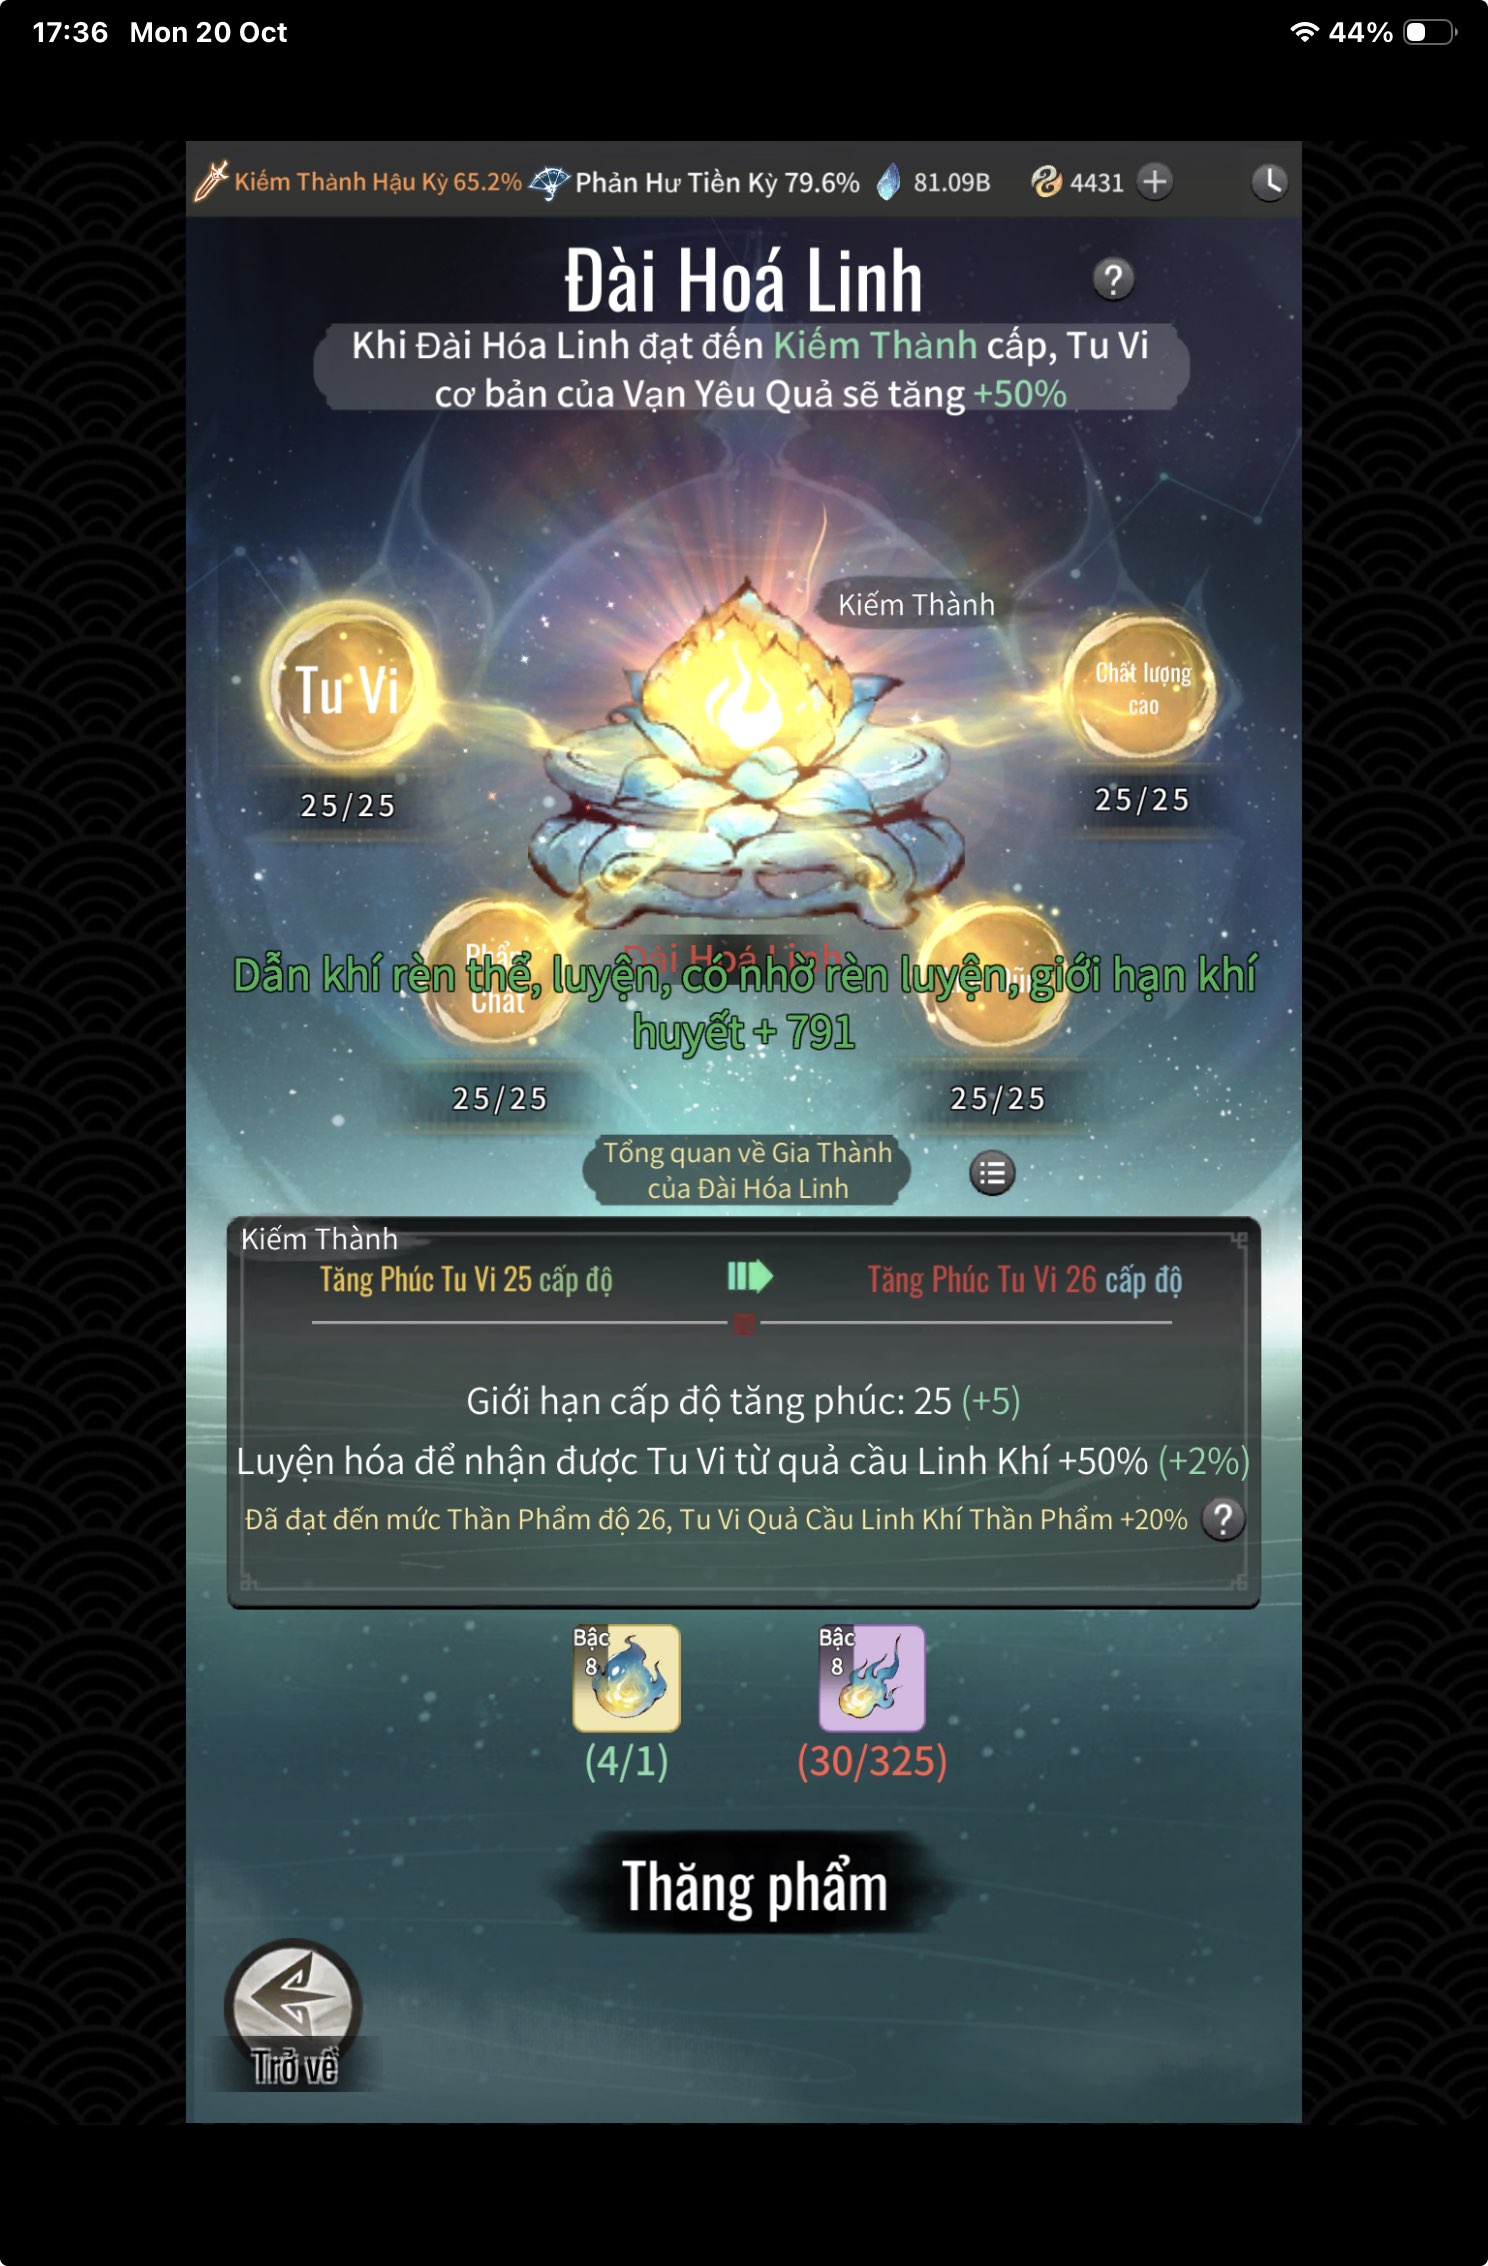 17:36 Mon 20 Oct 44%
Kiếm Thành Hậu Kỳ 65.2% Phản Hư Tiền Kỳ 79.6% 81.09B 4431
Đài Hoá Linh ?
Khi Đài Hóa Linh đạt đến Kiếm Thành cấp, Tu Vi
cơ bản của Vạn Yêu Quả sẽ tăng +50%
Kiếm Thành
Tu Vi
Chất lượng
cao
25/25
25/25
Đài Hoá Linh
Dẫn khí rèn thể, luyện, có nhờ rèn luyện, giới hạn khí
huyết + 791
Chất
25/25
25/25
Tổng quan về Gia Thành
của Đài Hóa Linh
Kiếm Thành
Tăng Phúc Tu Vi 25 cấp độ
Tăng Phúc Tu Vi 26 cấp độ
Giới hạn cấp độ tăng phúc: 25 (+5)
Luyện hóa để nhận được Tu Vi từ quả cầu Linh Khí +50% (+2%)
Đã đạt đến mức Thần Phẩm độ 26, Tu Vi Quả Cầu Linh Khí Thần Phẩm +20% ?
Bậc
8
Bậc
8
(4/1)
(30/325)
Thăng phẩm
Trở về